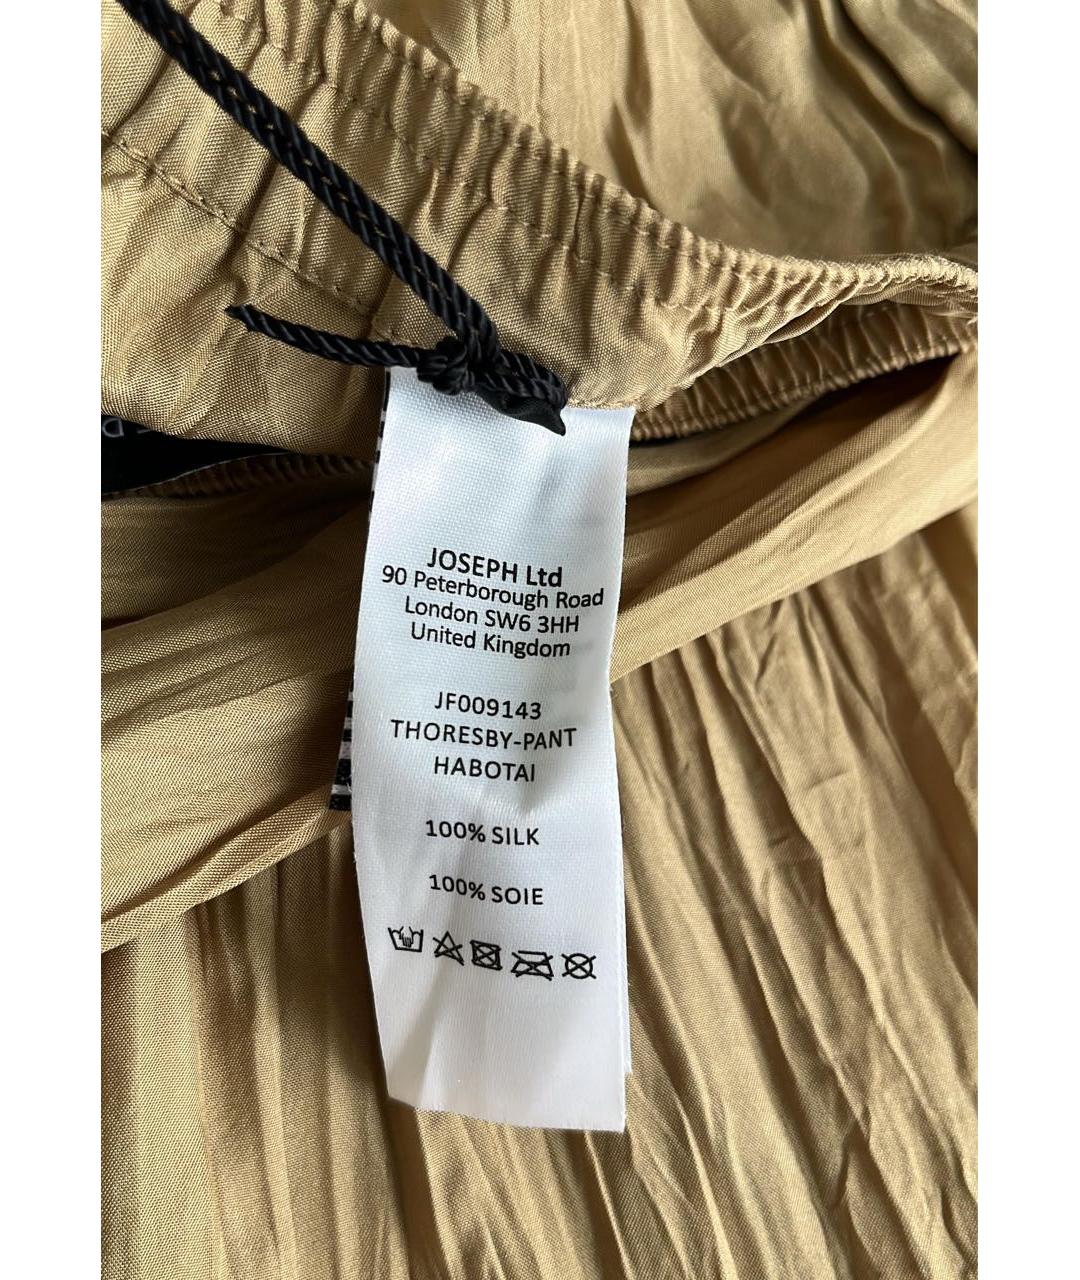 JOSEPH Ltd
90 Peterborough Road
London SW6 3HH
United Kingdom
JF009143
THORESBY-PANT
HABOTAI
100% SILK
100% SOIE